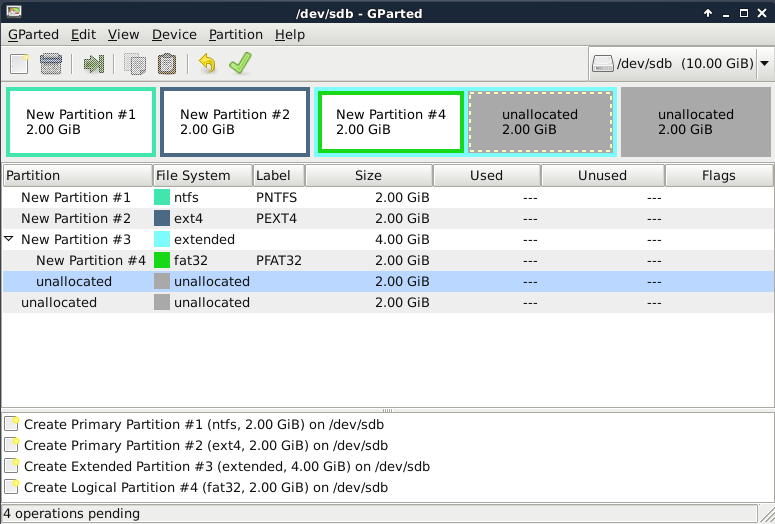 /dev/sdb - GParted
GParted Edit View Device Partition Help
/dev/sdb (10.00 GiB)
New Partition #1
2.00 GiB
New Partition #2
2.00 GiB
New Partition #4
2.00 GiB
unallocated
2.00 GiB
unallocated
2.00 GiB
Partition File System Label Size Used Unused Flags
New Partition #1 ntfs PNTFS 2.00 GiB --- ---
New Partition #2 ext4 PEXT4 2.00 GiB --- ---
New Partition #3 extended 4.00 GiB --- ---
New Partition #4 fat32 PFAT32 2.00 GiB --- ---
unallocated unallocated 2.00 GiB --- ---
unallocated unallocated 2.00 GiB --- ---
Create Primary Partition #1 (ntfs, 2.00 GiB) on /dev/sdb
Create Primary Partition #2 (ext4, 2.00 GiB) on /dev/sdb
Create Extended Partition #3 (extended, 4.00 GiB) on /dev/sdb
Create Logical Partition #4 (fat32, 2.00 GiB) on /dev/sdb
4 operations pending